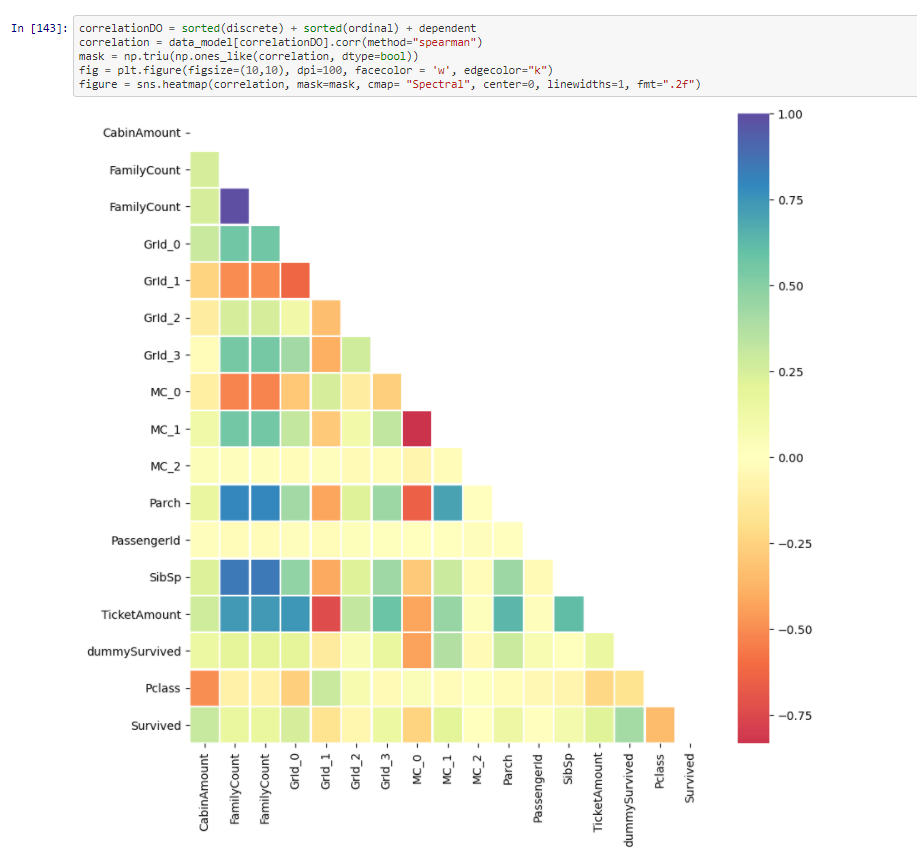 In [143]:
correlationDO = sorted(discrete) + sorted(ordinal) + dependent
correlation = data_model[correlationDO].corr(method="spearman")
mask = np.triu(np.ones_like(correlation, dtype=bool))
fig = plt.figure(figsize=(10,10), dpi=100, facecolor = 'w', edgecolor="k")
figure = sns.heatmap(correlation, mask=mask, cmap= "Spectral", center=0, linewidths=1, fmt=".2f")
CabinAmount
FamilyCount
FamilyCount
GrId_0
GrId_1
GrId_2
GrId_3
MC_0
MC_1
MC_2
Parch
PassengerId
SibSp
TicketAmount
dummySurvived
Pclass
Survived
CabinAmount
FamilyCount
FamilyCount
GrId_0
GrId_1
GrId_2
GrId_3
MC_0
MC_1
MC_2
Parch
PassengerId
SibSp
TicketAmount
dummySurvived
Pclass
Survived
1.00
0.75
0.50
0.25
0.00
−0.25
−0.50
−0.75